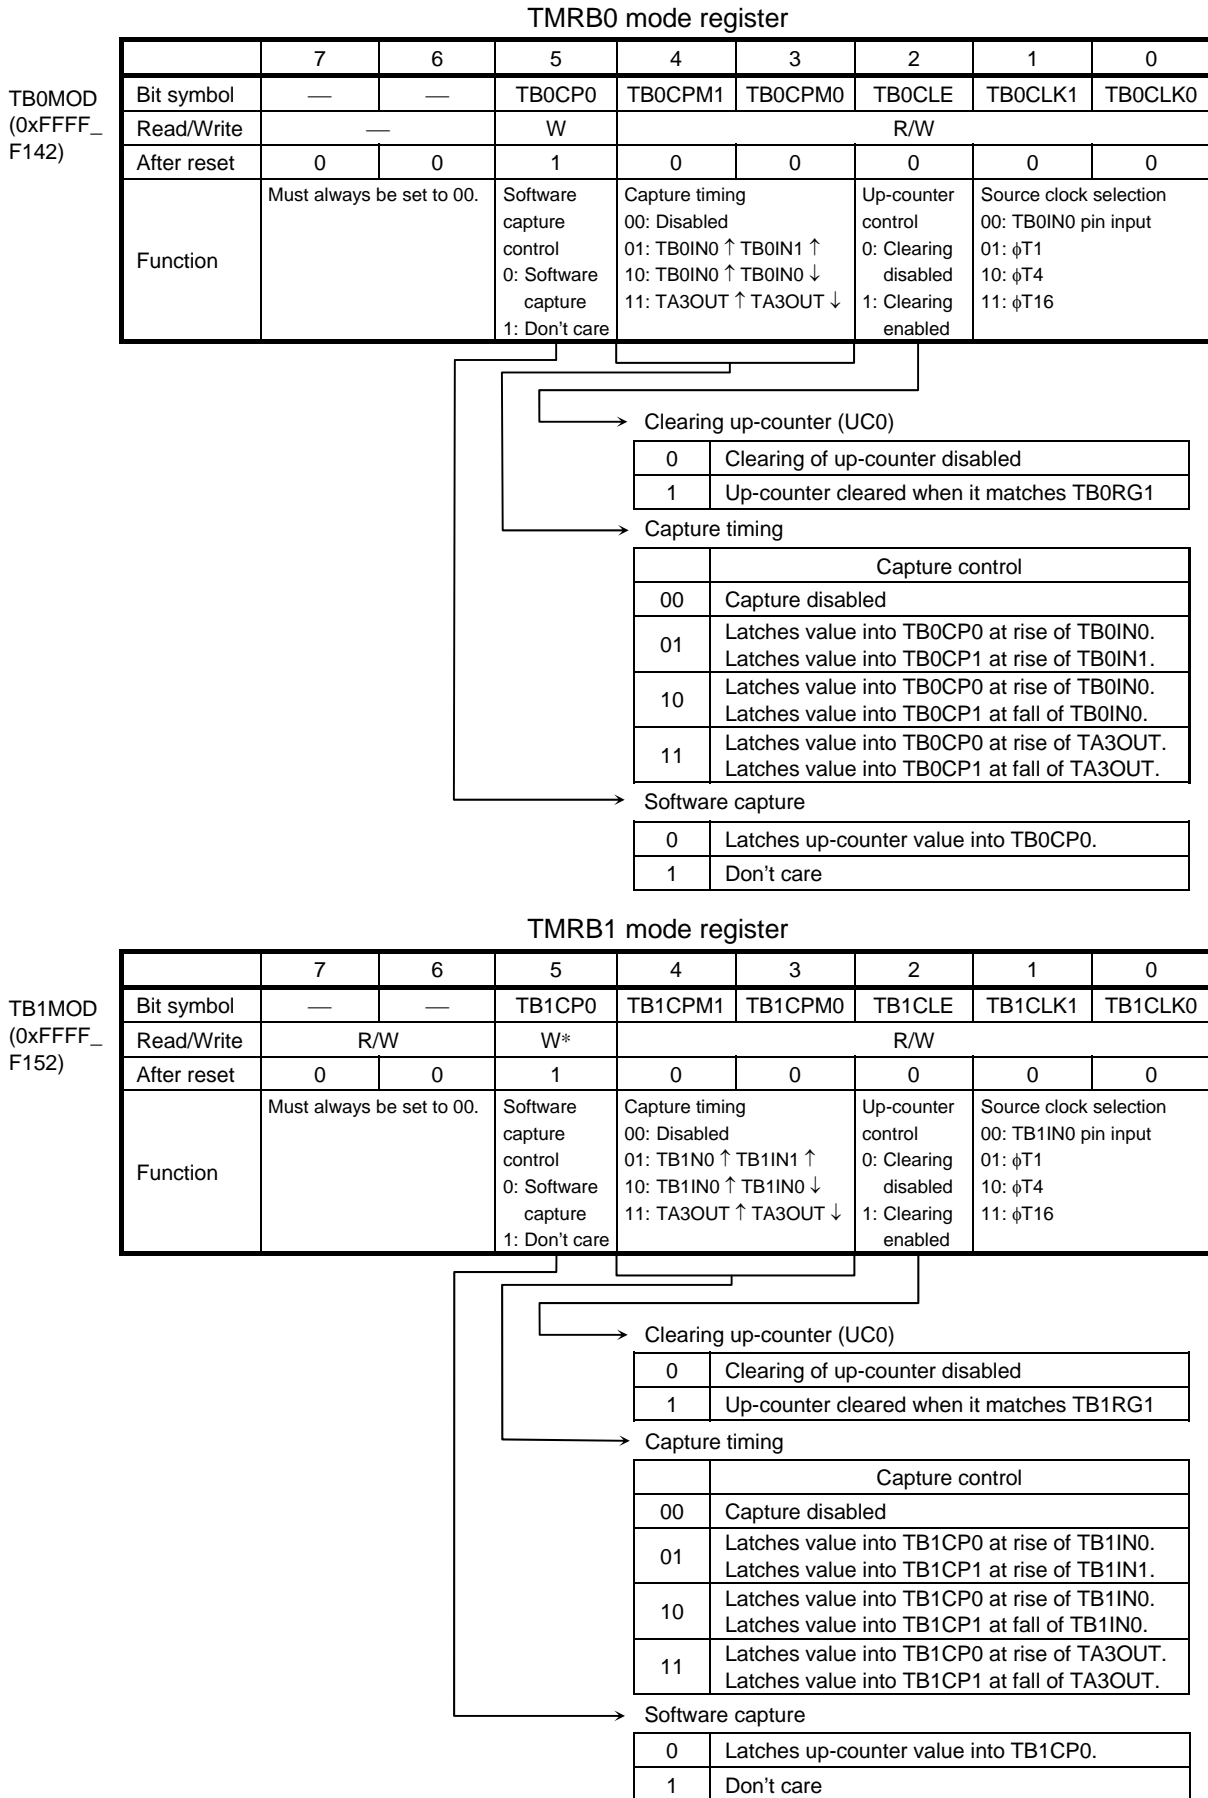 TMRB0 mode register
7 6 5 4 3 2 1 0
TB0MOD
(0xFFFF_
F142)
Bit symbol — — TB0CP0 TB0CPM1 TB0CPM0 TB0CLE TB0CLK1 TB0CLK0
Read/Write — W R/W
After reset 0 0 1 0 0 0 0 0
Function
Must always be set to 00.
Software
capture
control
0: Software
capture
1: Don't care
Capture timing
00: Disabled
01: TB0IN0 ↑ TB0IN1 ↑
10: TB0IN0 ↑ TB0IN0 ↓
11: TA3OUT ↑ TA3OUT ↓
Up-counter
control
0: Clearing
disabled
1: Clearing
enabled
Source clock selection
00: TB0IN0 pin input
01: ϕT1
10: ϕT4
11: ϕT16
Clearing up-counter (UC0)
0 Clearing of up-counter disabled
1 Up-counter cleared when it matches TB0RG1
Capture timing
Capture control
00 Capture disabled
01 Latches value into TB0CP0 at rise of TB0IN0.
Latches value into TB0CP1 at rise of TB0IN1.
10 Latches value into TB0CP0 at rise of TB0IN0.
Latches value into TB0CP1 at fall of TB0IN0.
11 Latches value into TB0CP0 at rise of TA3OUT.
Latches value into TB0CP1 at fall of TA3OUT.
Software capture
0 Latches up-counter value into TB0CP0.
1 Don't care
TMRB1 mode register
7 6 5 4 3 2 1 0
TB1MOD
(0xFFFF_
F152)
Bit symbol — — TB1CP0 TB1CPM1 TB1CPM0 TB1CLE TB1CLK1 TB1CLK0
Read/Write R/W W* R/W
After reset 0 0 1 0 0 0 0 0
Function
Must always be set to 00.
Software
capture
control
0: Software
capture
1: Don't care
Capture timing
00: Disabled
01: TB1N0 ↑ TB1IN1 ↑
10: TB1IN0 ↑ TB1IN0 ↓
11: TA3OUT ↑ TA3OUT ↓
Up-counter
control
0: Clearing
disabled
1: Clearing
enabled
Source clock selection
00: TB1IN0 pin input
01: ϕT1
10: ϕT4
11: ϕT16
Clearing up-counter (UC0)
0 Clearing of up-counter disabled
1 Up-counter cleared when it matches TB1RG1
Capture timing
Capture control
00 Capture disabled
01 Latches value into TB1CP0 at rise of TB1IN0.
Latches value into TB1CP1 at rise of TB1IN1.
10 Latches value into TB1CP0 at rise of TB1IN0.
Latches value into TB1CP1 at fall of TB1IN0.
11 Latches value into TB1CP0 at rise of TA3OUT.
Latches value into TB1CP1 at fall of TA3OUT.
Software capture
0 Latches up-counter value into TB1CP0.
1 Don't care